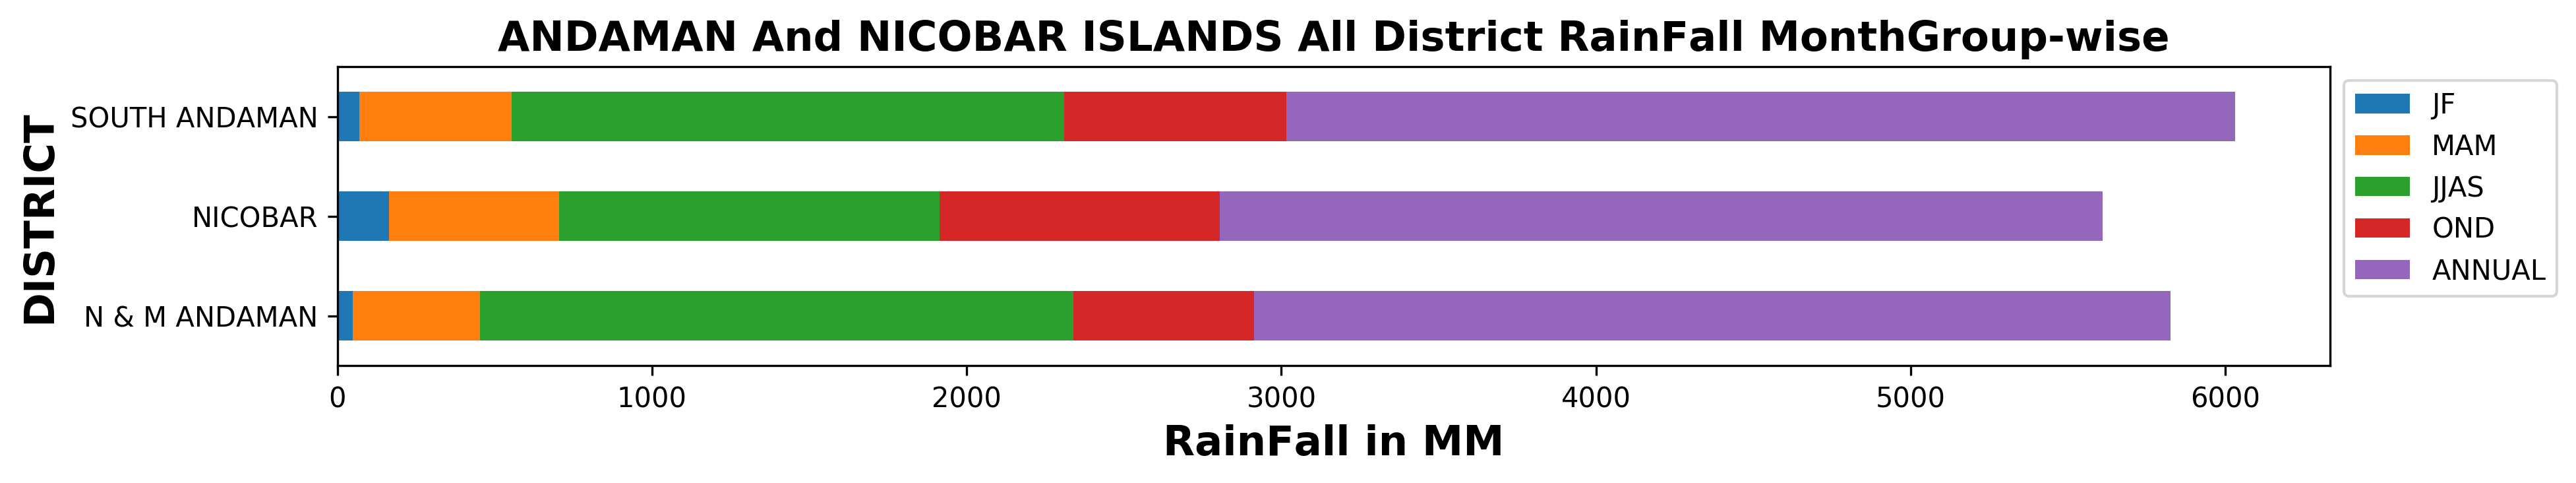 ANDAMAN And NICOBAR ISLANDS All District RainFall MonthGroup-wise
DISTRICT
SOUTH ANDAMAN
NICOBAR
N & M ANDAMAN
0 1000 2000 3000 4000 5000 6000
RainFall in MM
JF
MAM
JJAS
OND
ANNUAL